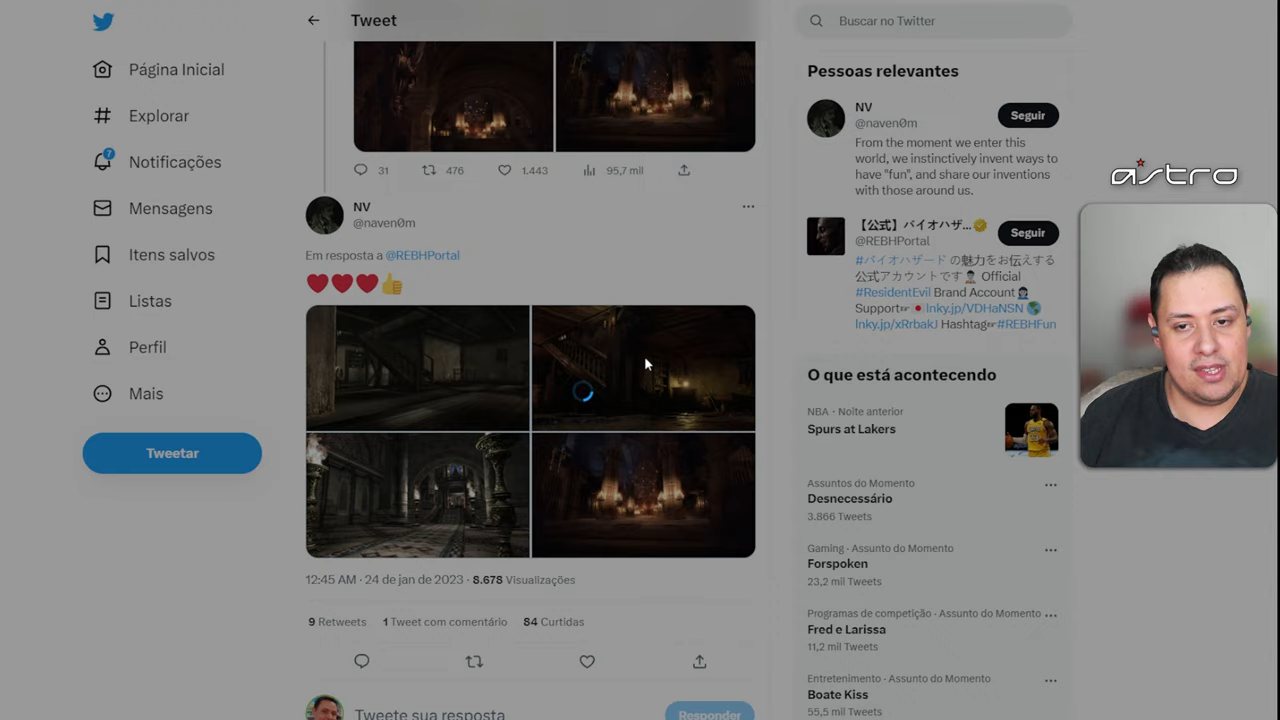 Tweet
Buscar no Twitter
Página Inicial
Explorar
7
Notificações
Mensagens
Itens salvos
Listas
Perfil
Mais
Tweetar
31
476
1.443
95,7 mil
NV
@naven0m
Em resposta a @REBHPortal
12:45 AM · 24 de jan de 2023 · 8.678 Visualizações
9 Retweets
1 Tweet com comentário
84 Curtidas
Tweete sua resposta
Responder
Pessoas relevantes
NV
@naven0m
Seguir
From the moment we enter this
world, we instinctively invent ways to
have "fun", and share our inventions
with those around us.
【公式】バイオハザ...
@REBHPortal
Seguir
#バイオハザード の魅力をお伝えする
公式アカウントです Official
#ResidentEvil Brand Account
Support☞ lnky.jp/VDHaNSN
lnky.jp/xRrbakJ Hashtag☞#REBHFun
O que está acontecendo
NBA · Noite anterior
Spurs at Lakers
Assuntos do Momento
Desnecessário
3.866 Tweets
Gaming · Assunto do Momento
Forspoken
23,2 mil Tweets
Programas de competição · Assunto do Momento
Fred e Larissa
11,2 mil Tweets
Entretenimento · Assunto do Momento
Boate Kiss
55,5 mil Tweets
astro